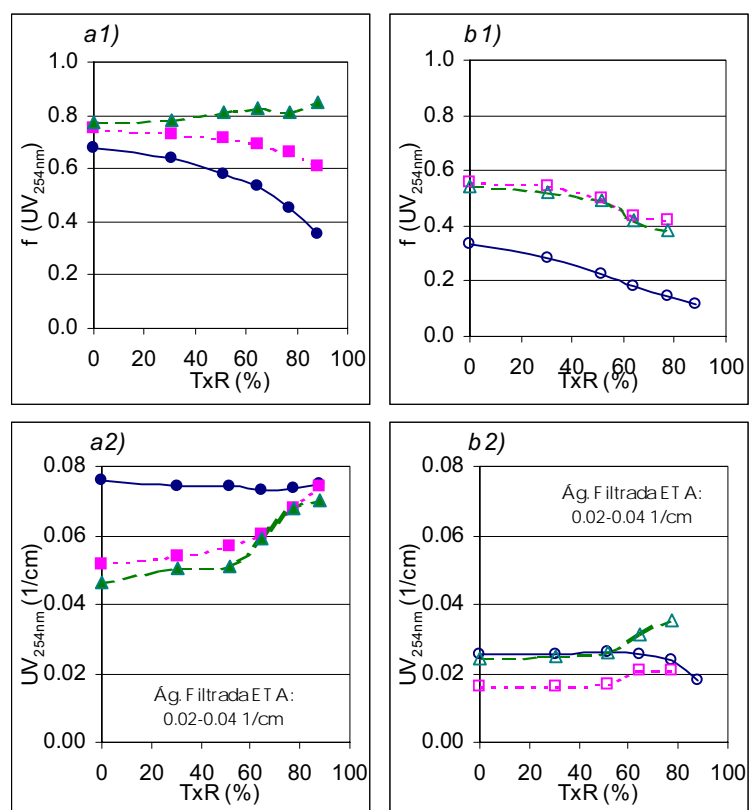 a1)
1.0
0.8
0.6
0.4
0.2
0.0
f (UV254nm)
0 20 40 60 80 100
TxR (%)
b1)
1.0
0.8
0.6
0.4
0.2
0.0
f (UV254nm)
0 20 40 60 80 100
TxR (%)
a2)
0.08
0.06
0.04
0.02
0.00
UV254nm (1/cm)
Ág. Filtrada ETA:
0.02-0.04 1/cm
0 20 40 60 80 100
TxR (%)
b2)
0.08
0.06
0.04
0.02
0.00
UV254nm (1/cm)
Ág. Filtrada ETA:
0.02-0.04 1/cm
0 20 40 60 80 100
TxR (%)